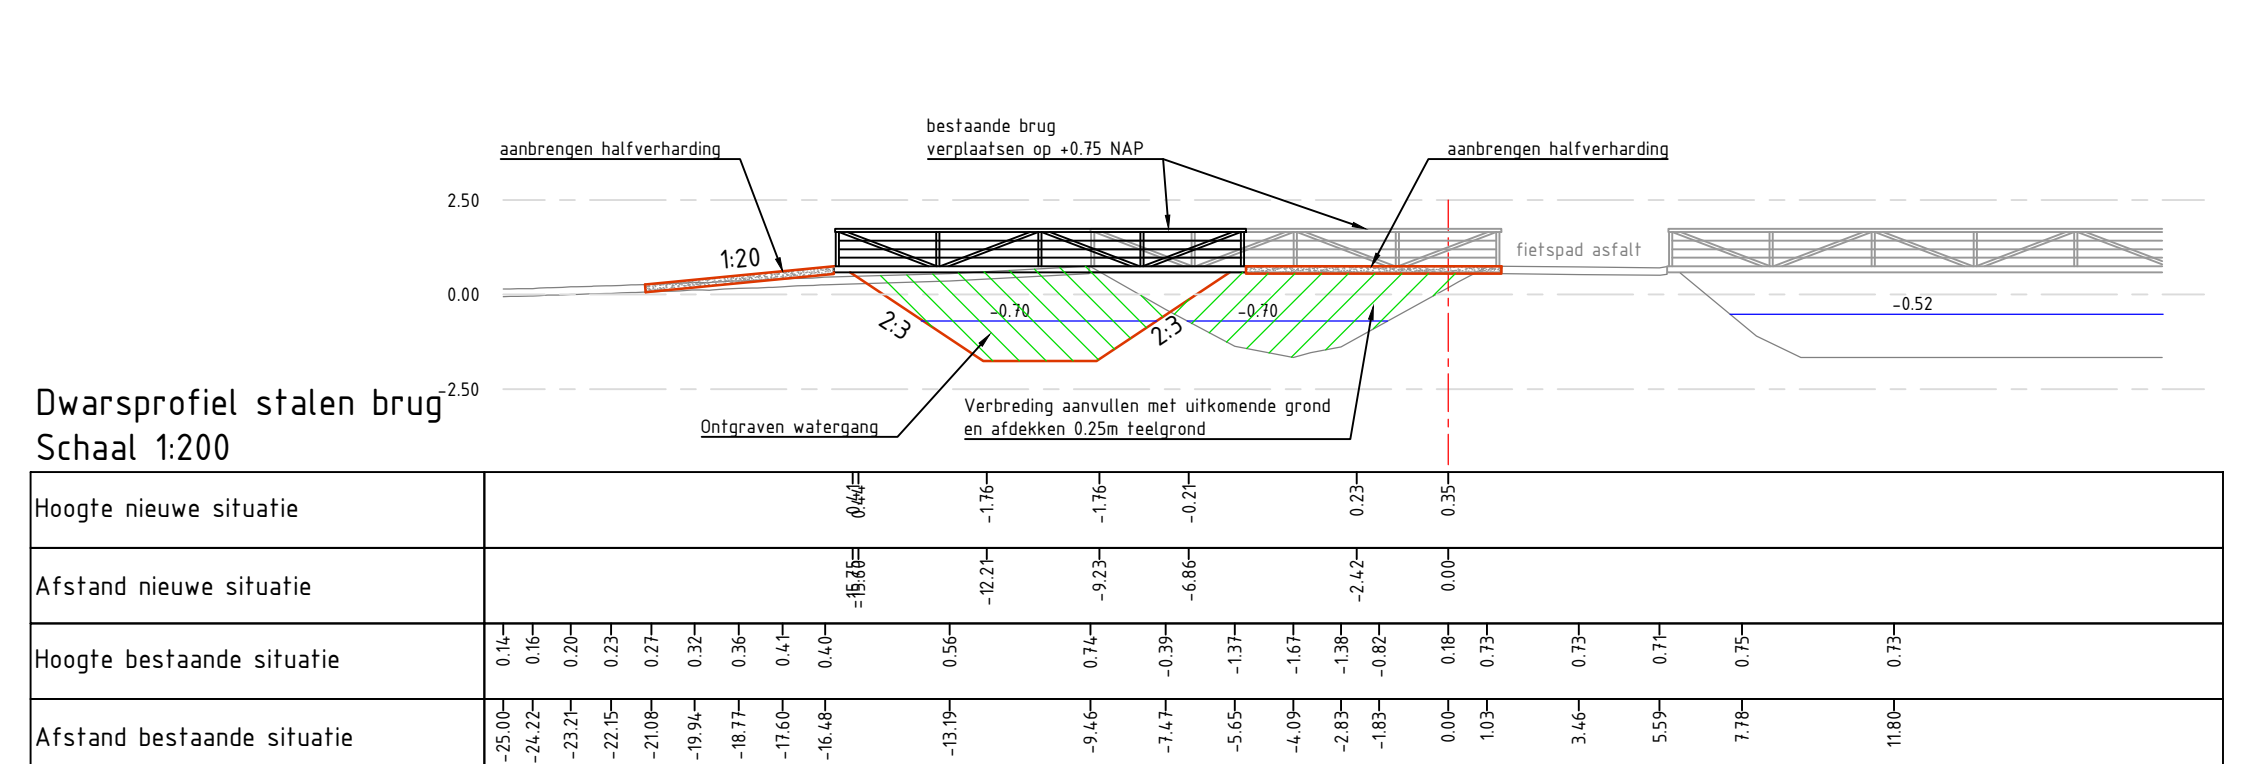 bestaande brug
verplaatsen op +0.75 NAP
aanbrengen halfverharding
aanbrengen halfverharding
2.50
1:20
fietspad asfalt
0.00
-0.70
-0.70
-0.52
2:3
2:3
-2.50
Dwarsprofiel stalen brug
Schaal 1:200
Verbreding aanvullen met uitkomende grond
en afdekken 0.25m teelgrond
Ontgraven watergang
Hoogte nieuwe situatie
0.41 0.44 -1.76 -1.76 -0.21 0.23 0.35
Afstand nieuwe situatie
-15.75 -12.21 -9.23 -6.86 -2.42 0.00
Hoogte bestaande situatie
0.14 0.16 0.20 0.23 0.27 0.32 0.36 0.41 0.40 0.56 0.74 -0.39 -1.37 -1.67 -1.38 -0.82 0.18 0.73 0.73 0.71 0.75 0.73
Afstand bestaande situatie
-25.00 -24.22 -23.21 -22.15 -21.08 -19.94 -18.77 -17.60 -16.48 -13.19 -9.46 -7.47 -5.65 -4.09 -2.83 -1.83 0.00 1.03 3.46 5.59 7.78 11.80